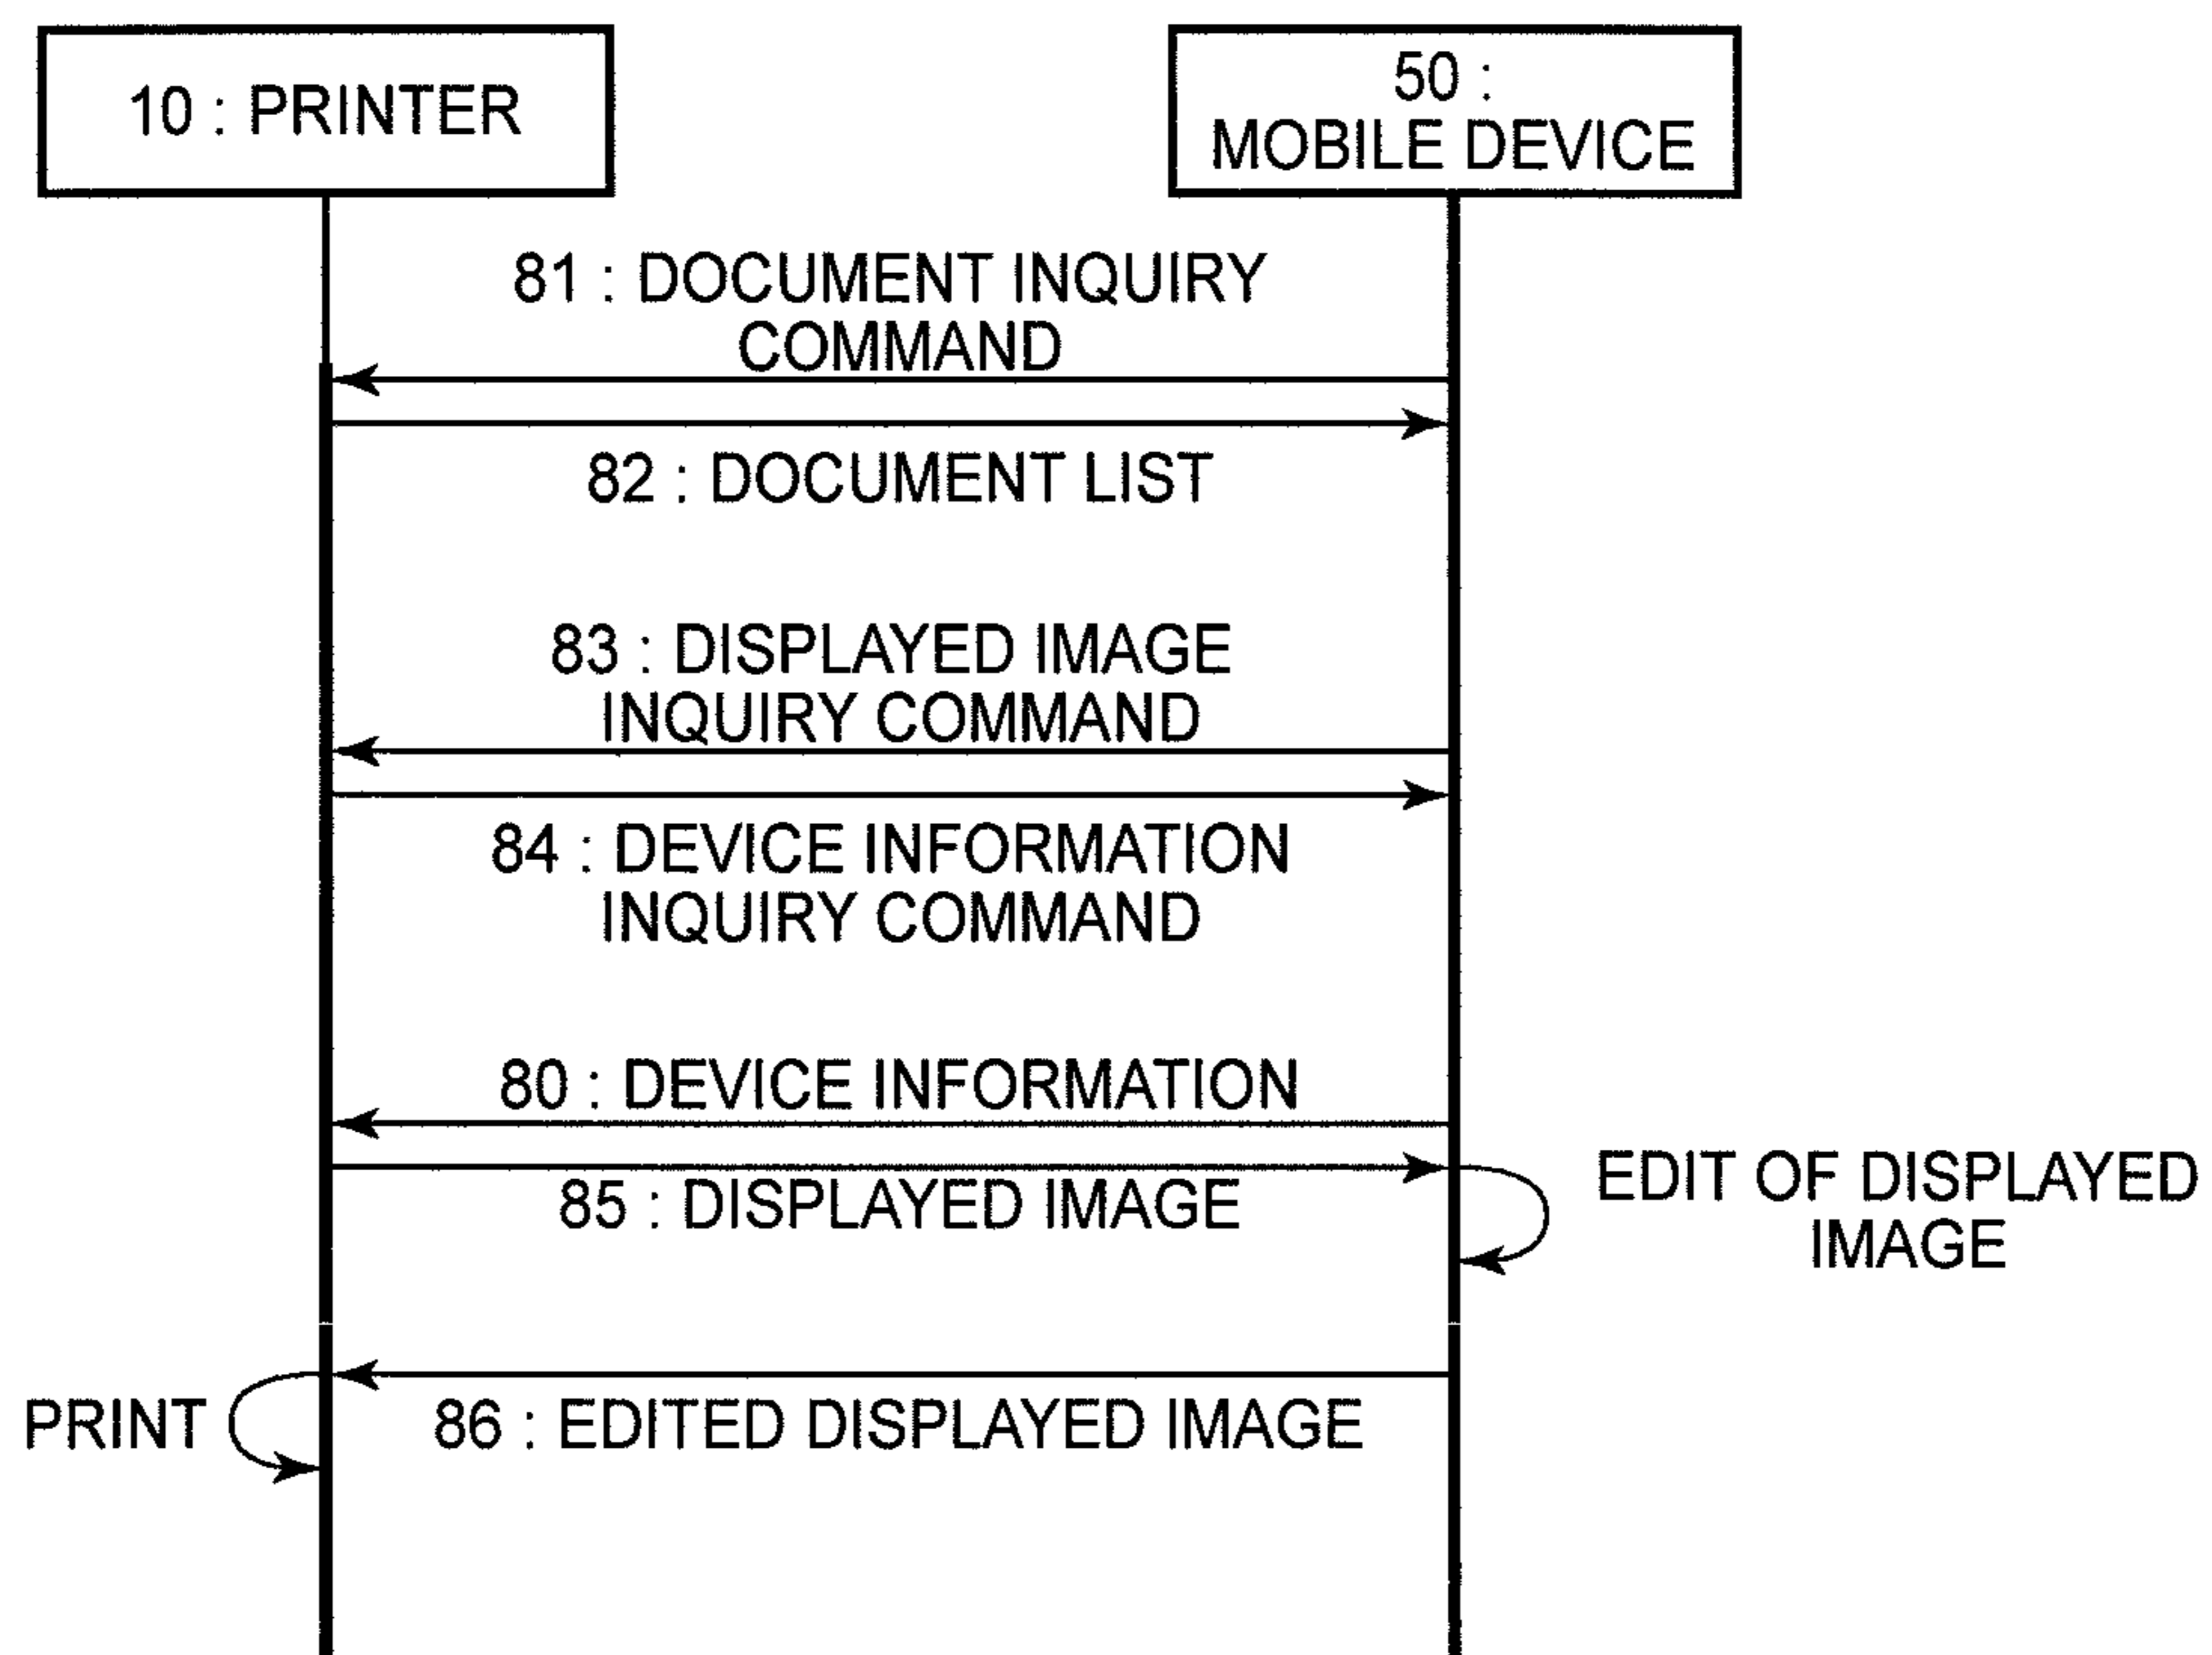 10 : PRINTER
50 :
MOBILE DEVICE
81 : DOCUMENT INQUIRY
COMMAND
82 : DOCUMENT LIST
83 : DISPLAYED IMAGE
INQUIRY COMMAND
84 : DEVICE INFORMATION
INQUIRY COMMAND
80 : DEVICE INFORMATION
85 : DISPLAYED IMAGE
EDIT OF DISPLAYED
IMAGE
PRINT
86 : EDITED DISPLAYED IMAGE